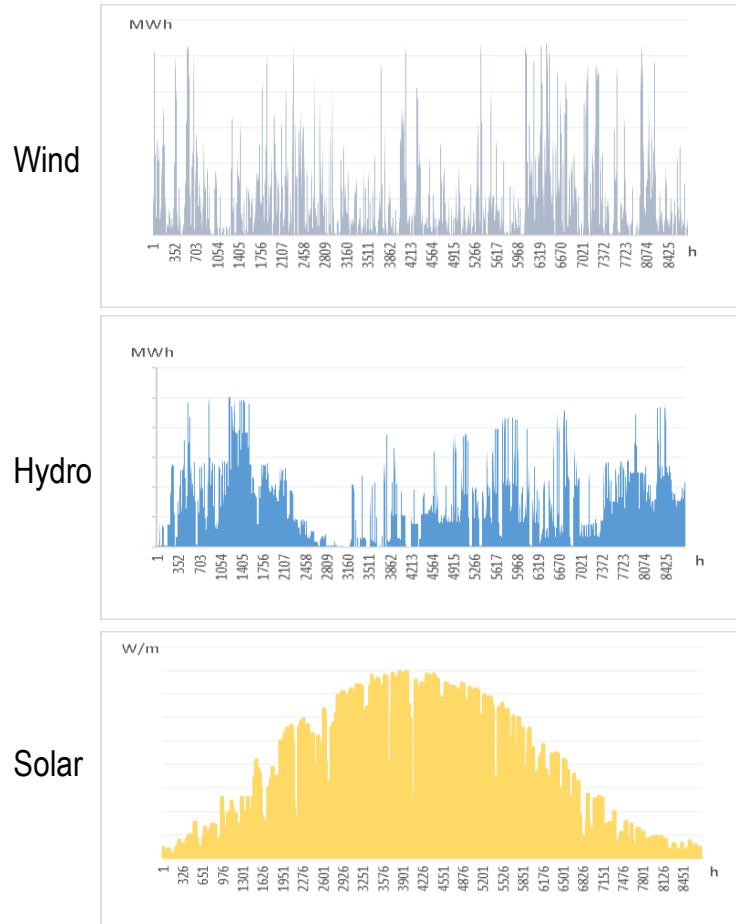 MWh
Wind
1 352 703 1054 1405 1756 2107 2458 2809 3160 3511 3862 4213 4564 4915 5266 5617 5968 6319 6670 7021 7372 7723 8074 8425 h
MWh
Hydro
1 352 703 1054 1405 1756 2107 2458 2809 3160 3511 3862 4213 4564 4915 5266 5617 5968 6319 6670 7021 7372 7723 8074 8425 h
W/m
Solar
1 326 651 976 1301 1626 1951 2276 2601 2926 3251 3576 3901 4226 4551 4876 5201 5526 5851 6176 6501 6826 7151 7476 7801 8126 8451 h